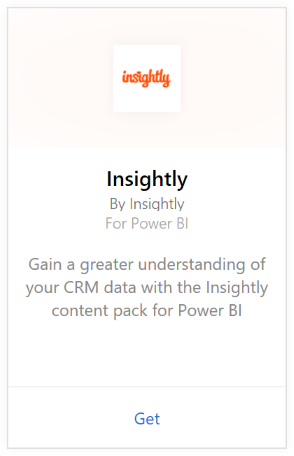 insightly
Insightly
By Insightly
For Power BI
Gain a greater understanding of
your CRM data with the Insightly
content pack for Power BI
Get